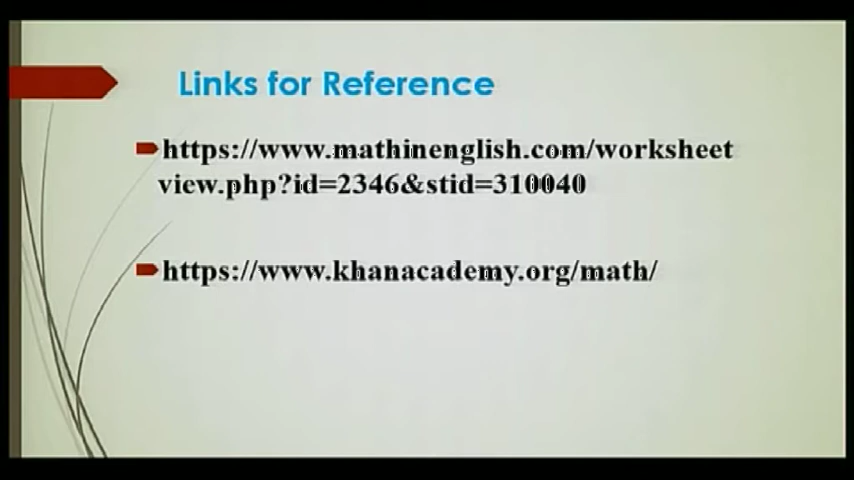 Links for Reference
https://www.mathinenglish.com/worksheet
view.php?id=2346&stid=310040
https://www.khanacademy.org/math/